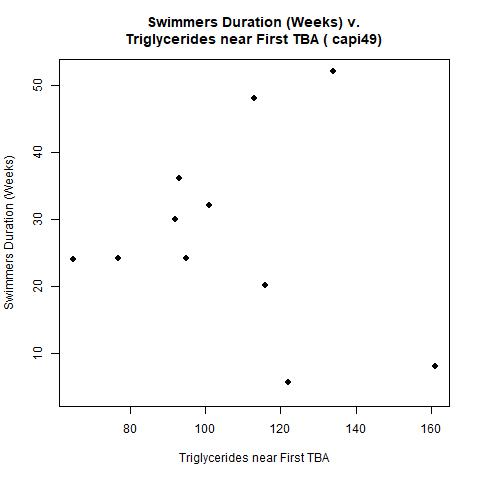 Swimmers Duration (Weeks) v.
Triglycerides near First TBA ( capi49)
Swimmers Duration (Weeks)
50
40
30
20
10
80 100 120 140 160
Triglycerides near First TBA